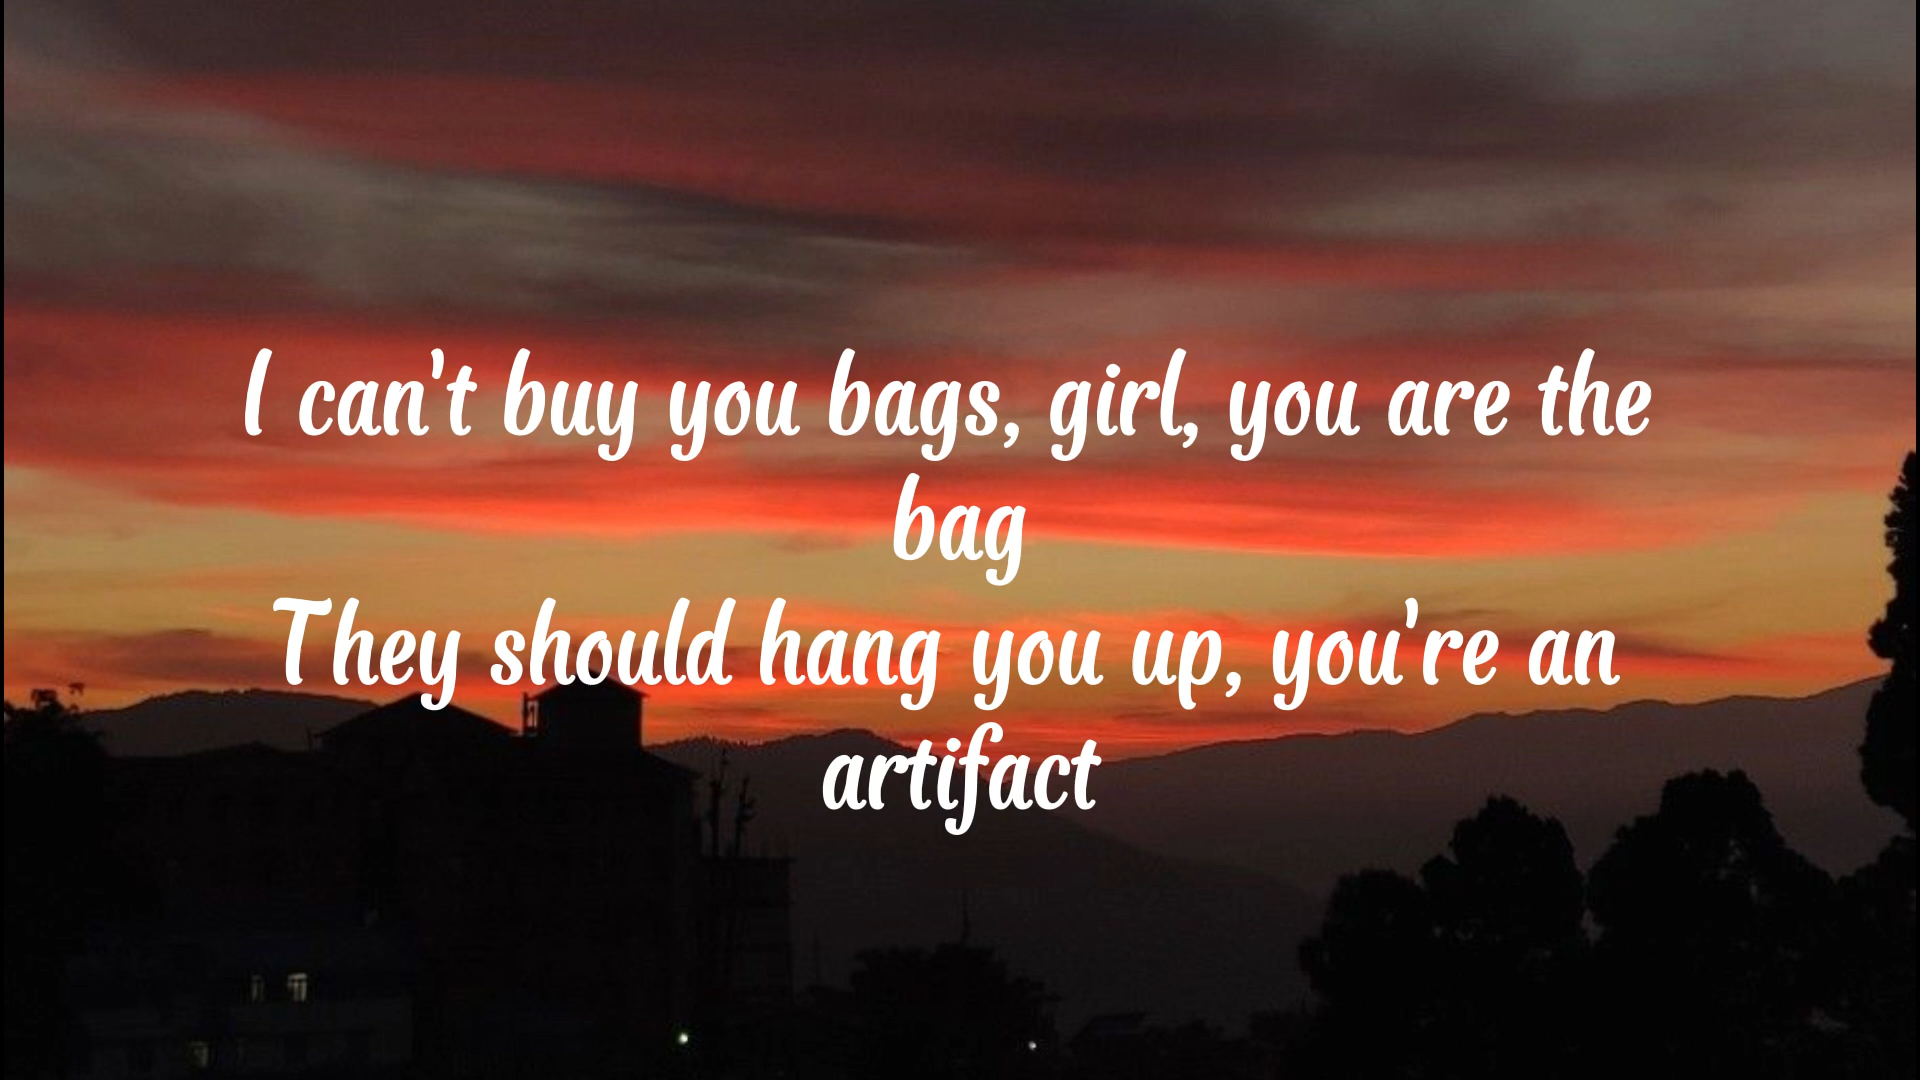 I can't buy you bags, girl, you are the
bag
They should hang you up, you're an
artifact